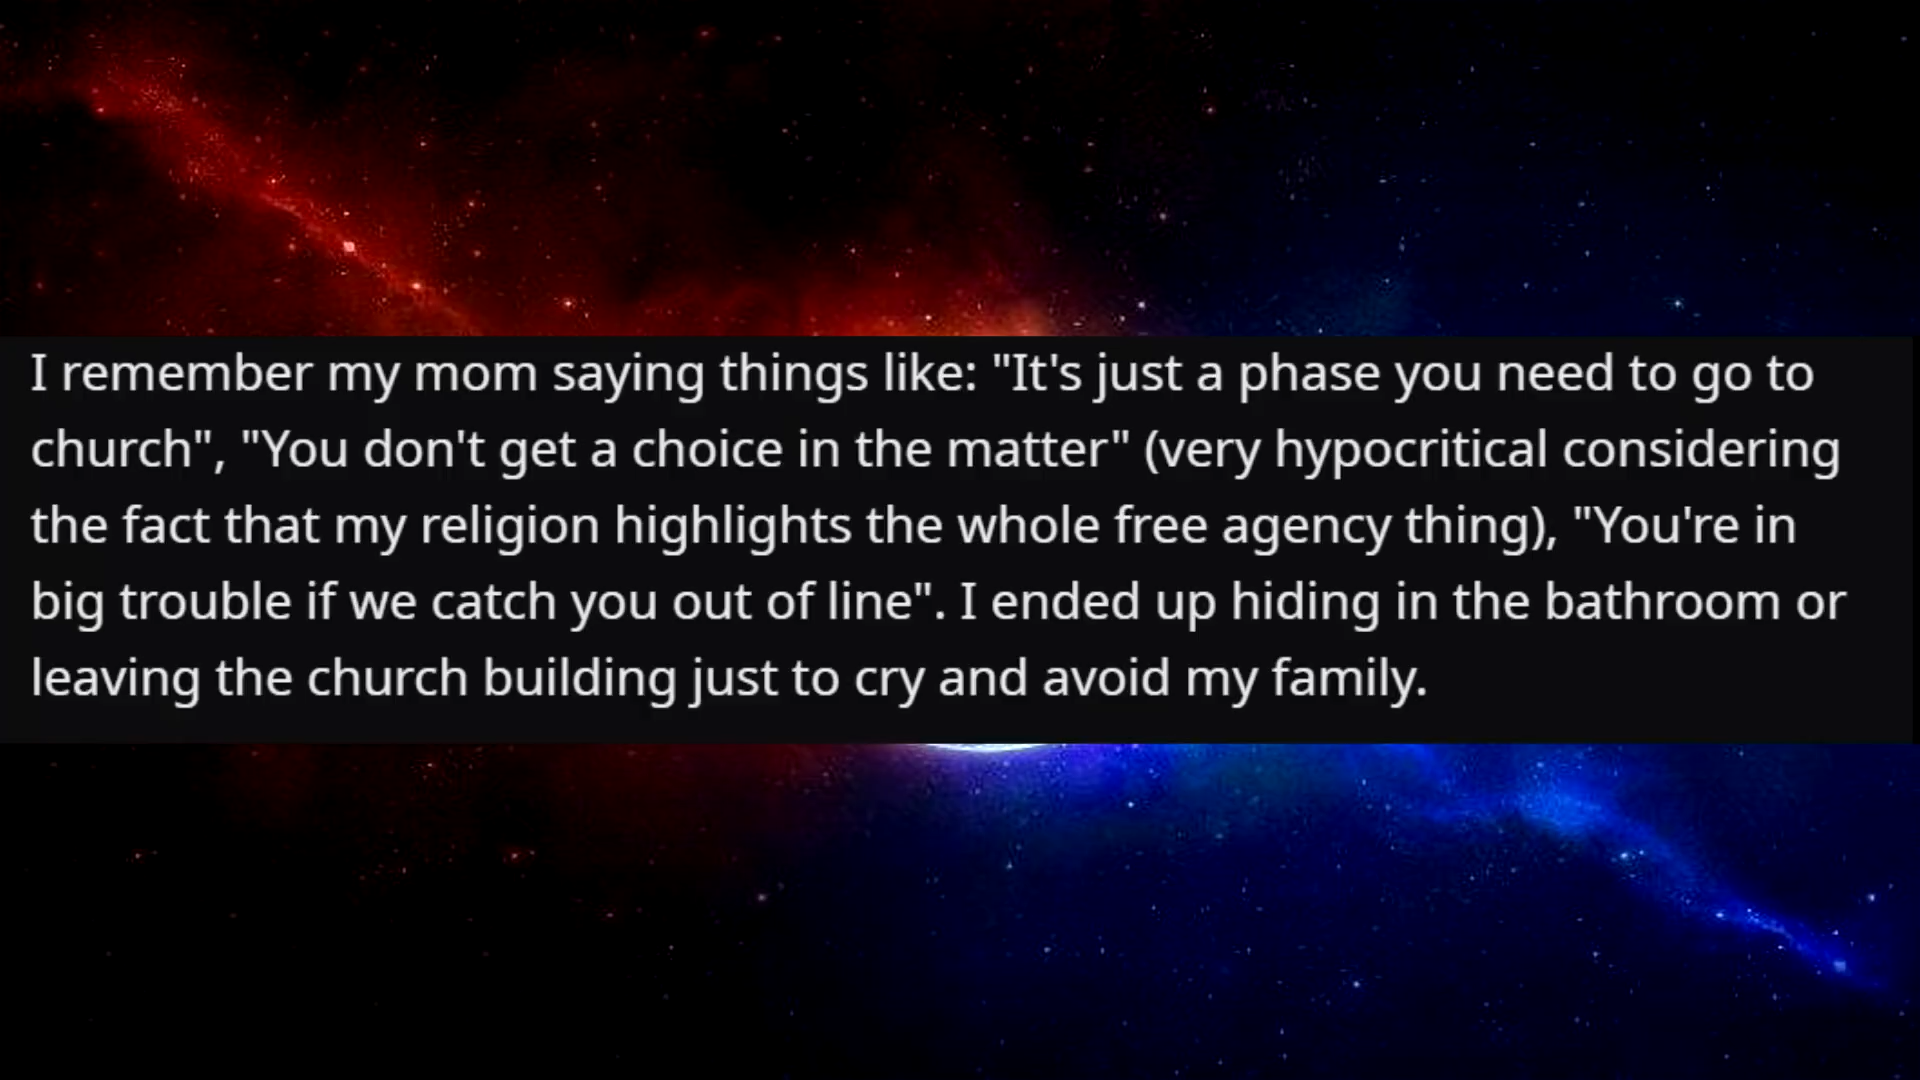 I remember my mom saying things like: "It's just a phase you need to go to
church", "You don't get a choice in the matter" (very hypocritical considering
the fact that my religion highlights the whole free agency thing), "You're in
big trouble if we catch you out of line". I ended up hiding in the bathroom or
leaving the church building just to cry and avoid my family.